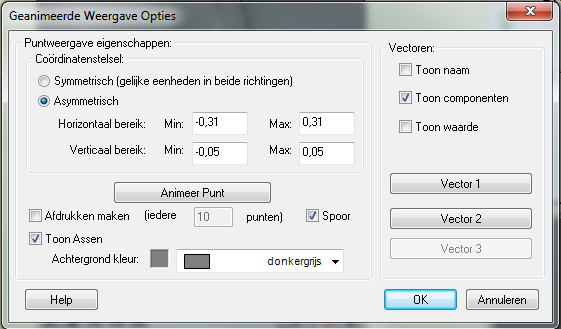 Geanimeerde Weergave Opties
Puntweergave eigenschappen:
Coördinatenstelsel:
Symmetrisch (gelijke eenheden in beide richtingen)
Asymmetrisch
Horizontaal bereik: Min: -0,31 Max: 0,31
Verticaal bereik: Min: -0,05 Max: 0,05
Animeer Punt
Afdrukken maken (iedere 10 punten) Spoor
Toon Assen
Achtergrond kleur: donkergrijs
Vectoren:
Toon naam
Toon componenten
Toon waarde
Vector 1
Vector 2
Vector 3
Help
OK
Annuleren